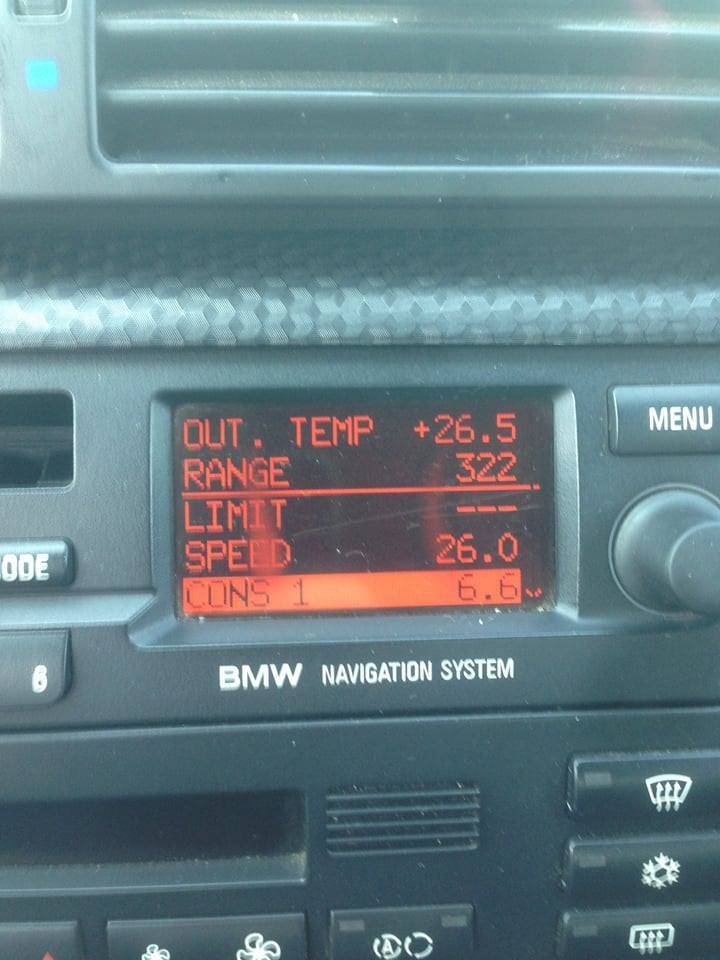 OUT. TEMP +26.5
RANGE 322
LIMIT ---
SPEED 26.0
CONS 1 6.6
MENU
ODE
6
BMW NAVIGATION SYSTEM
A